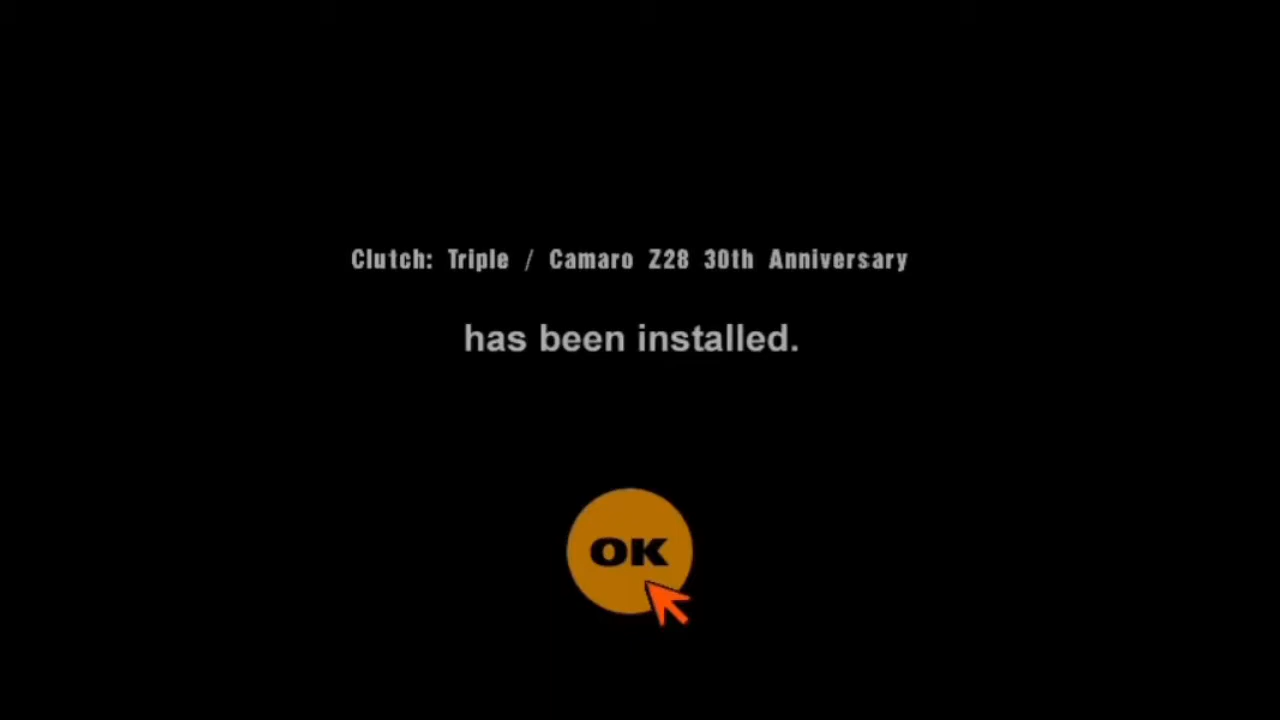 Clutch: Triple / Camaro Z28 30th Anniversary
has been installed.
OK